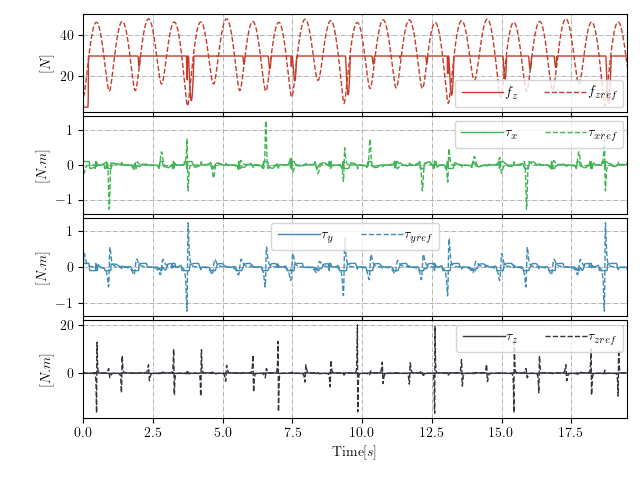 40
20
[N]
f_z f_zref
1
0
−1
[N.m]
τ_x τ_xref
1
0
−1
[N.m]
τ_y τ_yref
20
0
[N.m]
τ_z τ_zref
0.0 2.5 5.0 7.5 10.0 12.5 15.0 17.5
Time[s]